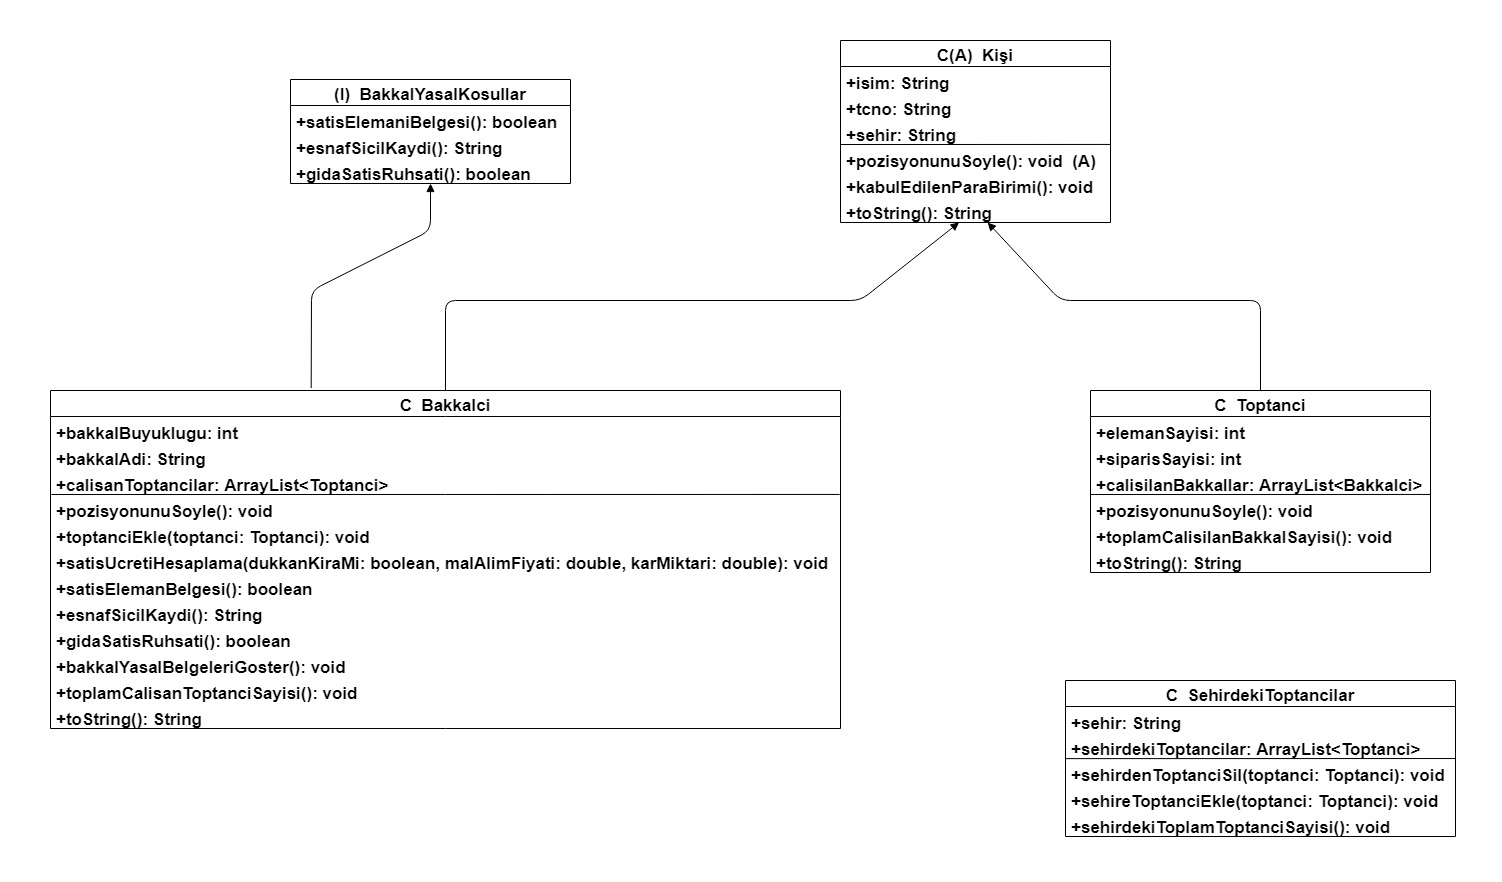 (I) BakkalYasalKosullar
+satisElemaniBelgesi(): boolean
+esnafSicilKaydi(): String
+gidaSatisRuhsati(): boolean
C(A) Kişi
+isim: String
+tcno: String
+sehir: String
+pozisyonunuSoyle(): void (A)
+kabulEdilenParaBirimi(): void
+toString(): String
C Bakkalci
+bakkalBuyuklugu: int
+bakkalAdi: String
+calisanToptancilar: ArrayList<Toptanci>
+pozisyonunuSoyle(): void
+toptanciEkle(toptanci: Toptanci): void
+satisUcretiHesaplama(dukkanKiraMi: boolean, malAlimFiyati: double, karMiktari: double): void
+satisElemanBelgesi(): boolean
+esnafSicilKaydi(): String
+gidaSatisRuhsati(): boolean
+bakkalYasalBelgeleriGoster(): void
+toplamCalisanToptanciSayisi(): void
+toString(): String
C Toptanci
+elemanSayisi: int
+siparisSayisi: int
+calisilanBakkallar: ArrayList<Bakkalci>
+pozisyonunuSoyle(): void
+toplamCalisilanBakkalSayisi(): void
+toString(): String
C SehirdekiToptancilar
+sehir: String
+sehirdekiToptancilar: ArrayList<Toptanci>
+sehirdenToptanciSil(toptanci: Toptanci): void
+sehireToptanciEkle(toptanci: Toptanci): void
+sehirdekiToplamToptanciSayisi(): void